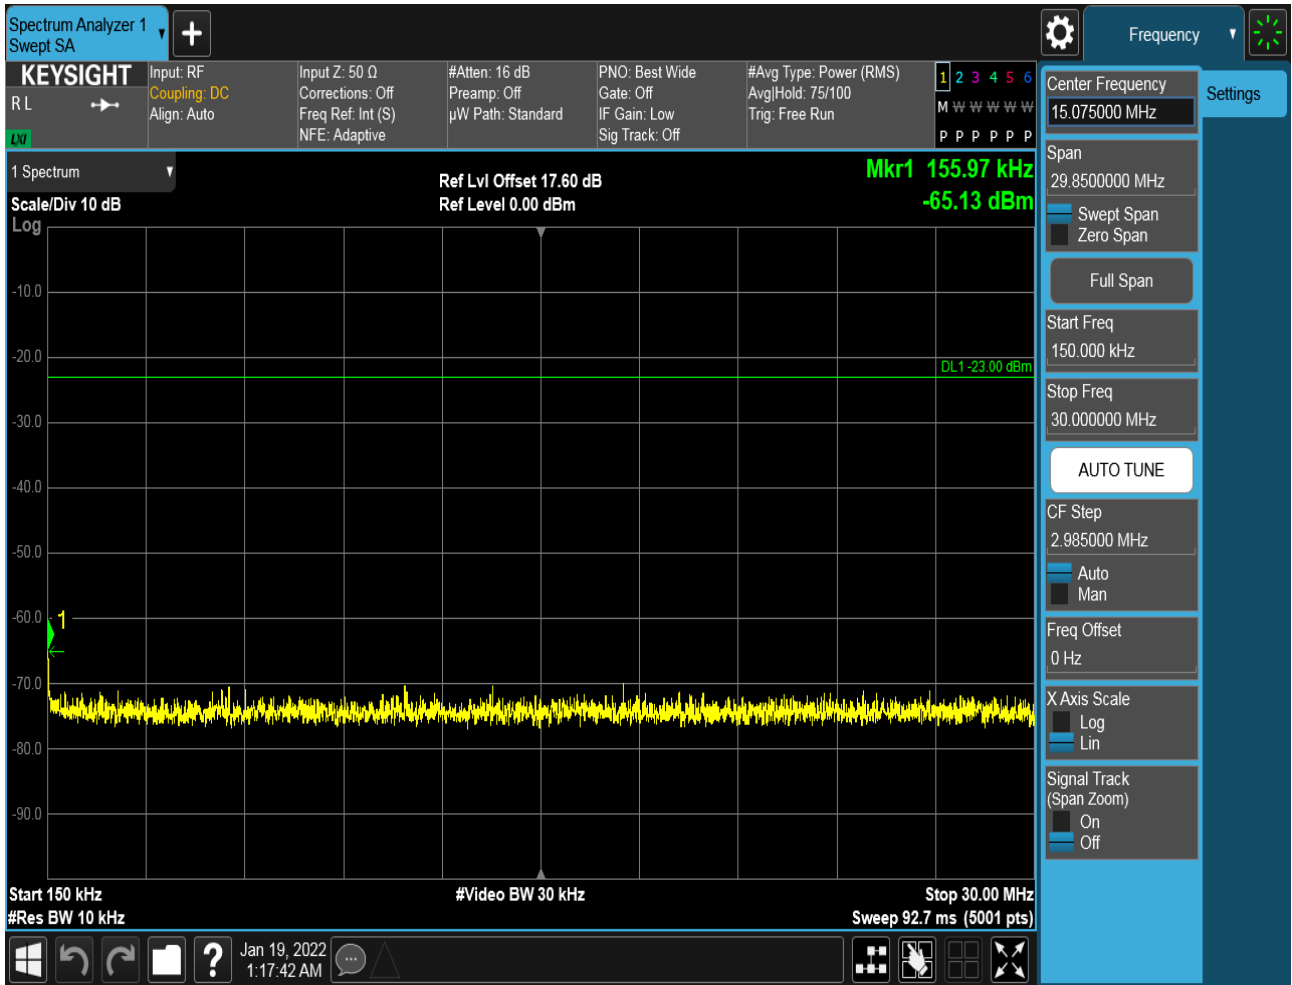 Spectrum Analyzer 1
Swept SA
Frequency
KEYSIGHT
R L
LXI
Input: RF
Coupling: DC
Align: Auto
Input Z: 50 Ω
Corrections: Off
Freq Ref: Int (S)
NFE: Adaptive
#Atten: 16 dB
Preamp: Off
µW Path: Standard
PNO: Best Wide
Gate: Off
IF Gain: Low
Sig Track: Off
#Avg Type: Power (RMS)
Avg|Hold: 75/100
Trig: Free Run
1 2 3 4 5 6
M W W W W W
P P P P P P
1 Spectrum
Scale/Div 10 dB
Log
Ref Lvl Offset 17.60 dB
Ref Level 0.00 dBm
Mkr1 155.97 kHz
-65.13 dBm
-10.0
-20.0
DL1 -23.00 dBm
-30.0
-40.0
-50.0
-60.0
1
-70.0
-80.0
-90.0
Start 150 kHz
#Res BW 10 kHz
#Video BW 30 kHz
Stop 30.00 MHz
Sweep 92.7 ms (5001 pts)
?
Jan 19, 2022
1:17:42 AM
Center Frequency
15.075000 MHz
Settings
Span
29.8500000 MHz
Swept Span
Zero Span
Full Span
Start Freq
150.000 kHz
Stop Freq
30.000000 MHz
AUTO TUNE
CF Step
2.985000 MHz
Auto
Man
Freq Offset
0 Hz
X Axis Scale
Log
Lin
Signal Track
(Span Zoom)
On
Off